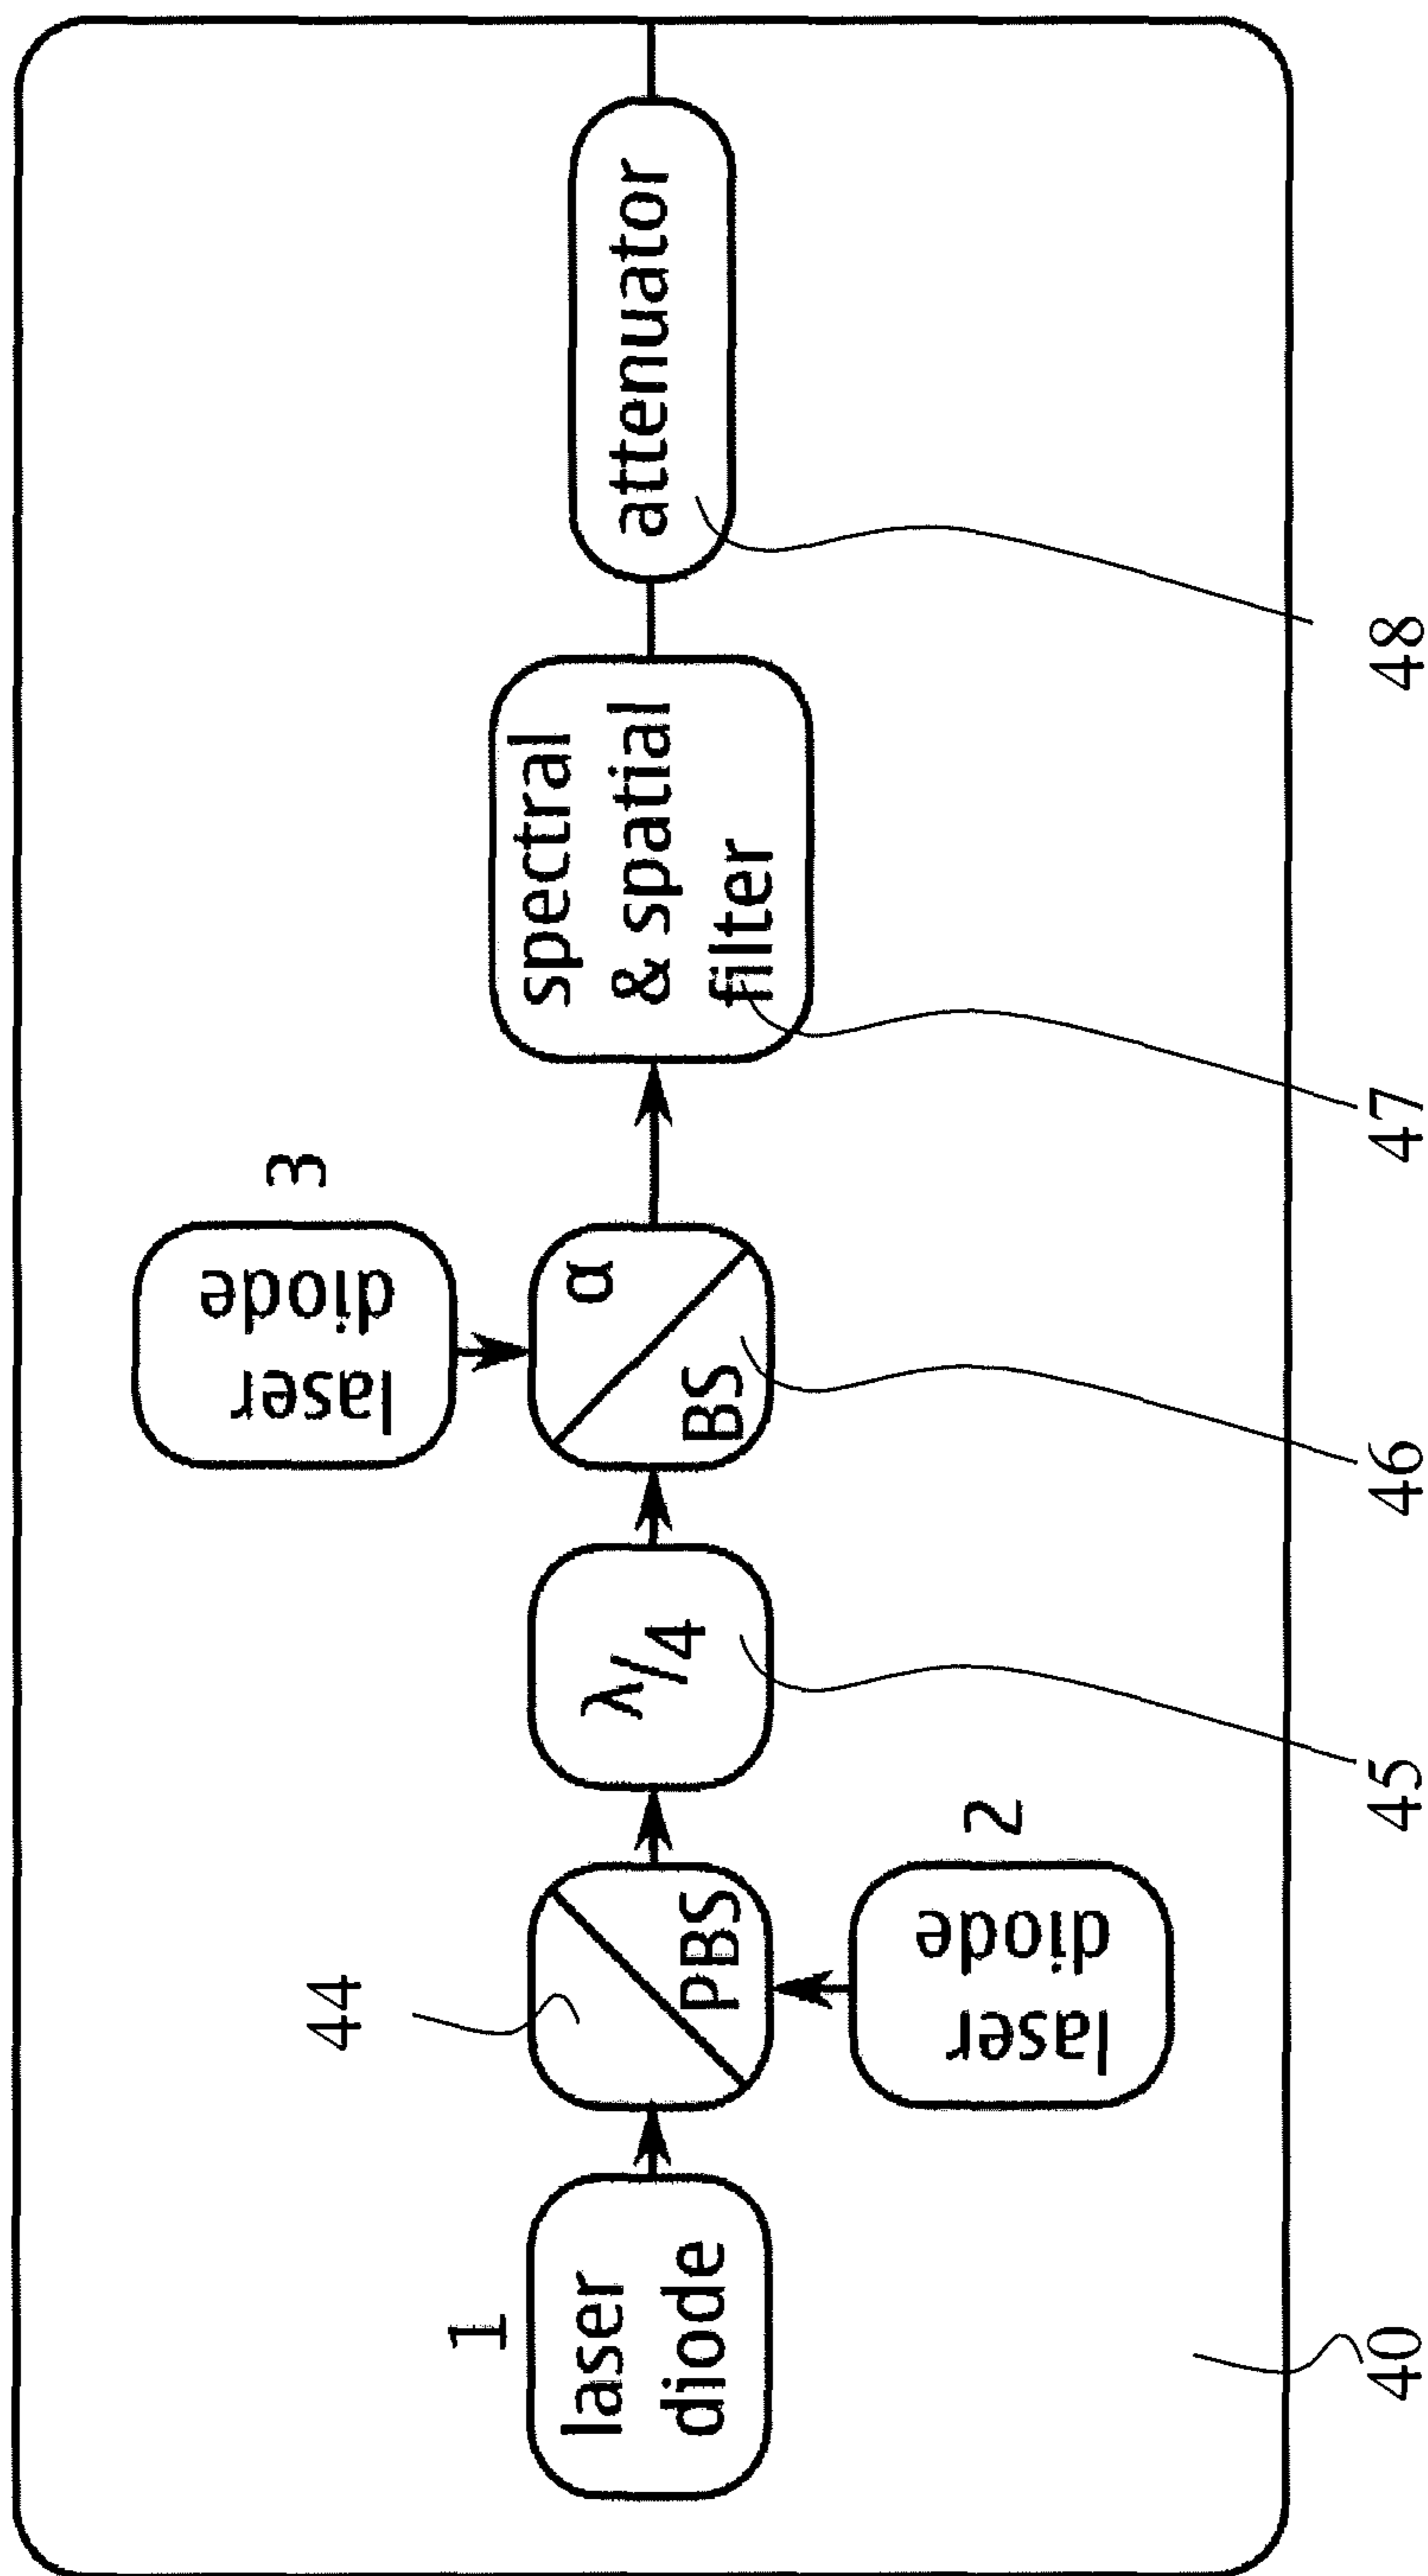 1
laser
diode
44
PBS
laser
diode
2
λ/4
laser
diode
3
α
BS
spectral
& spatial
filter
attenuator
40
45
46
47
48